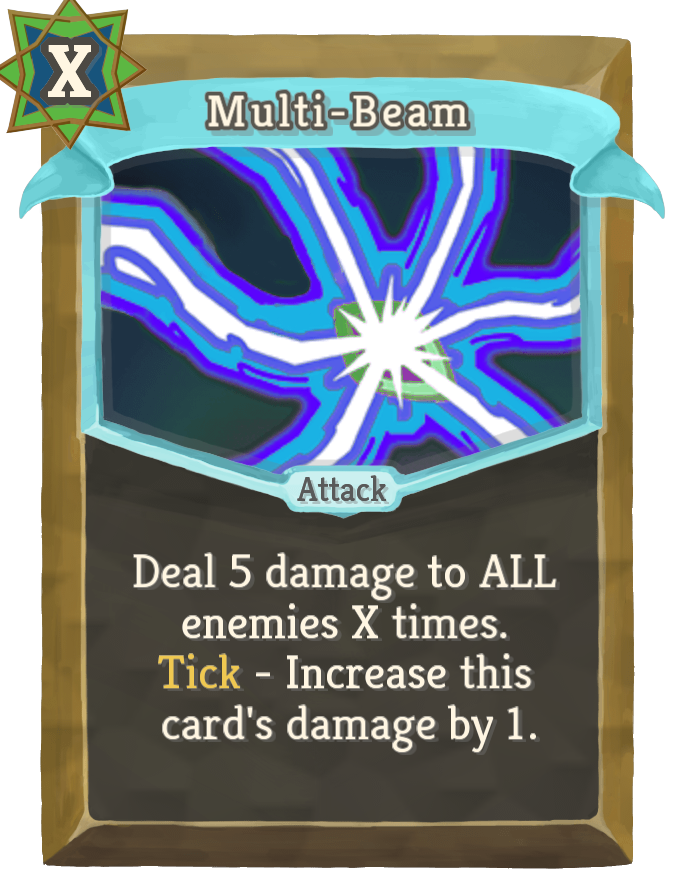 X
Multi-Beam
Attack
Deal 5 damage to ALL
enemies X times.
Tick - Increase this
card's damage by 1.